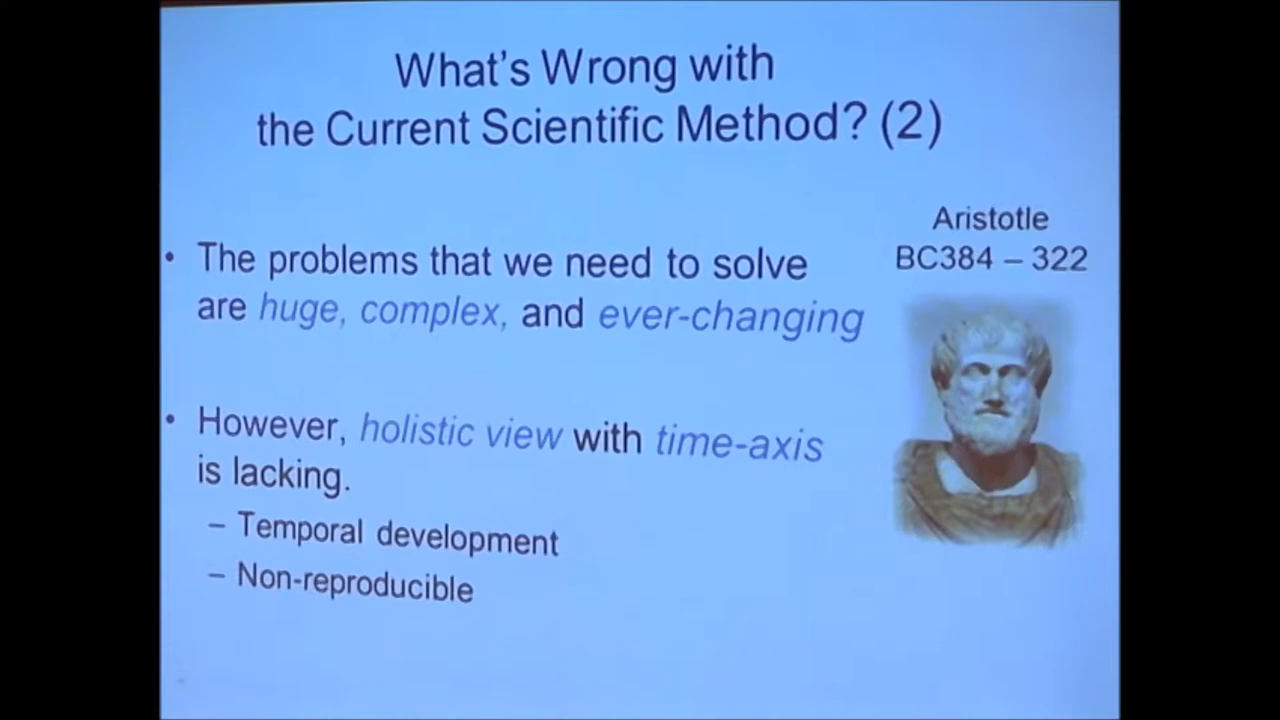 What's Wrong with
the Current Scientific Method? (2)
Aristotle
BC384 – 322
• The problems that we need to solve
are huge, complex, and ever-changing
• However, holistic view with time-axis
is lacking.
– Temporal development
– Non-reproducible